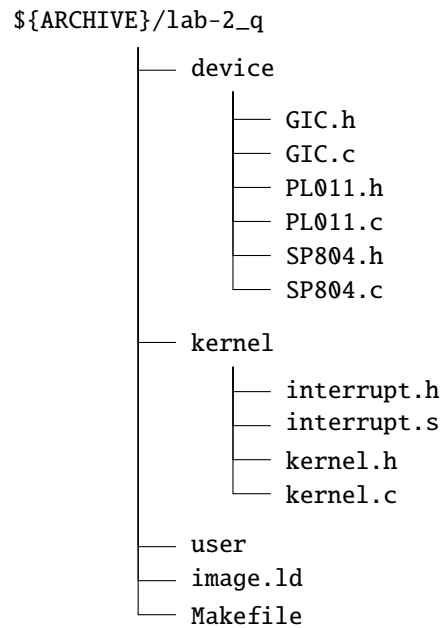 ${ARCHIVE}/lab-2_q
device
GIC.h
GIC.c
PL011.h
PL011.c
SP804.h
SP804.c
kernel
interrupt.h
interrupt.s
kernel.h
kernel.c
user
image.ld
Makefile